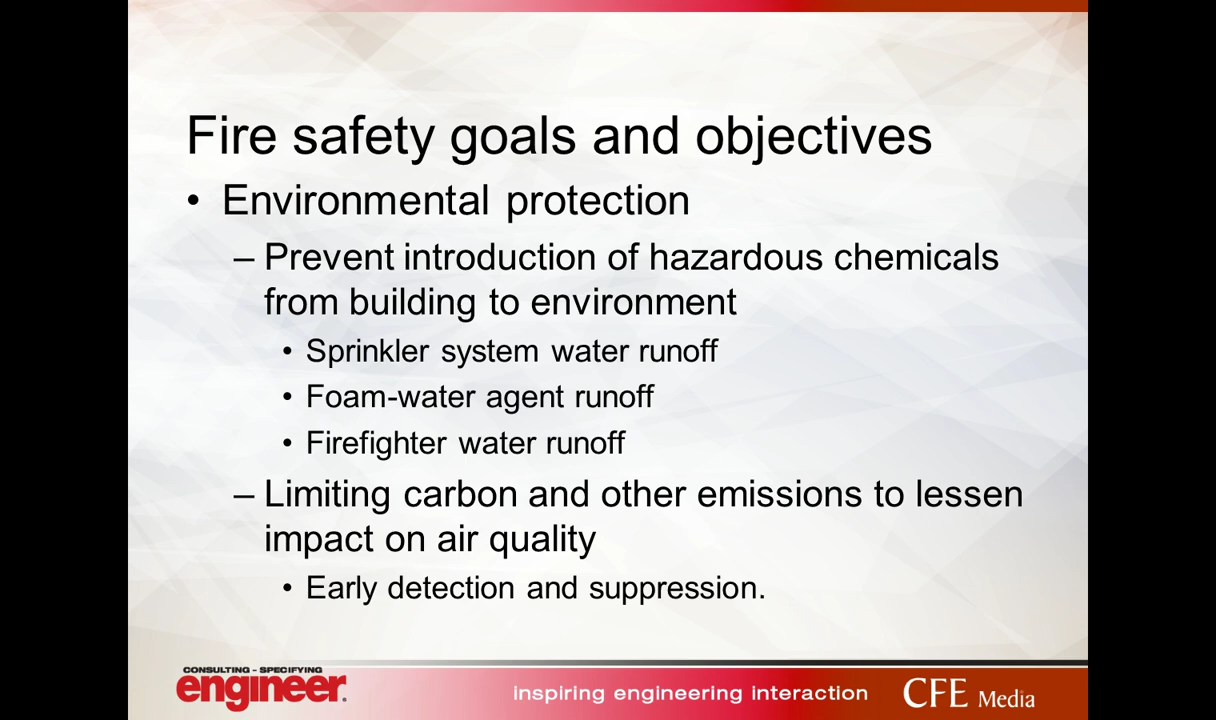 Fire safety goals and objectives
• Environmental protection
– Prevent introduction of hazardous chemicals
from building to environment
• Sprinkler system water runoff
• Foam-water agent runoff
• Firefighter water runoff
– Limiting carbon and other emissions to lessen
impact on air quality
• Early detection and suppression.
CONSULTING - SPECIFYING
engineer.
inspiring engineering interaction
CFE Media